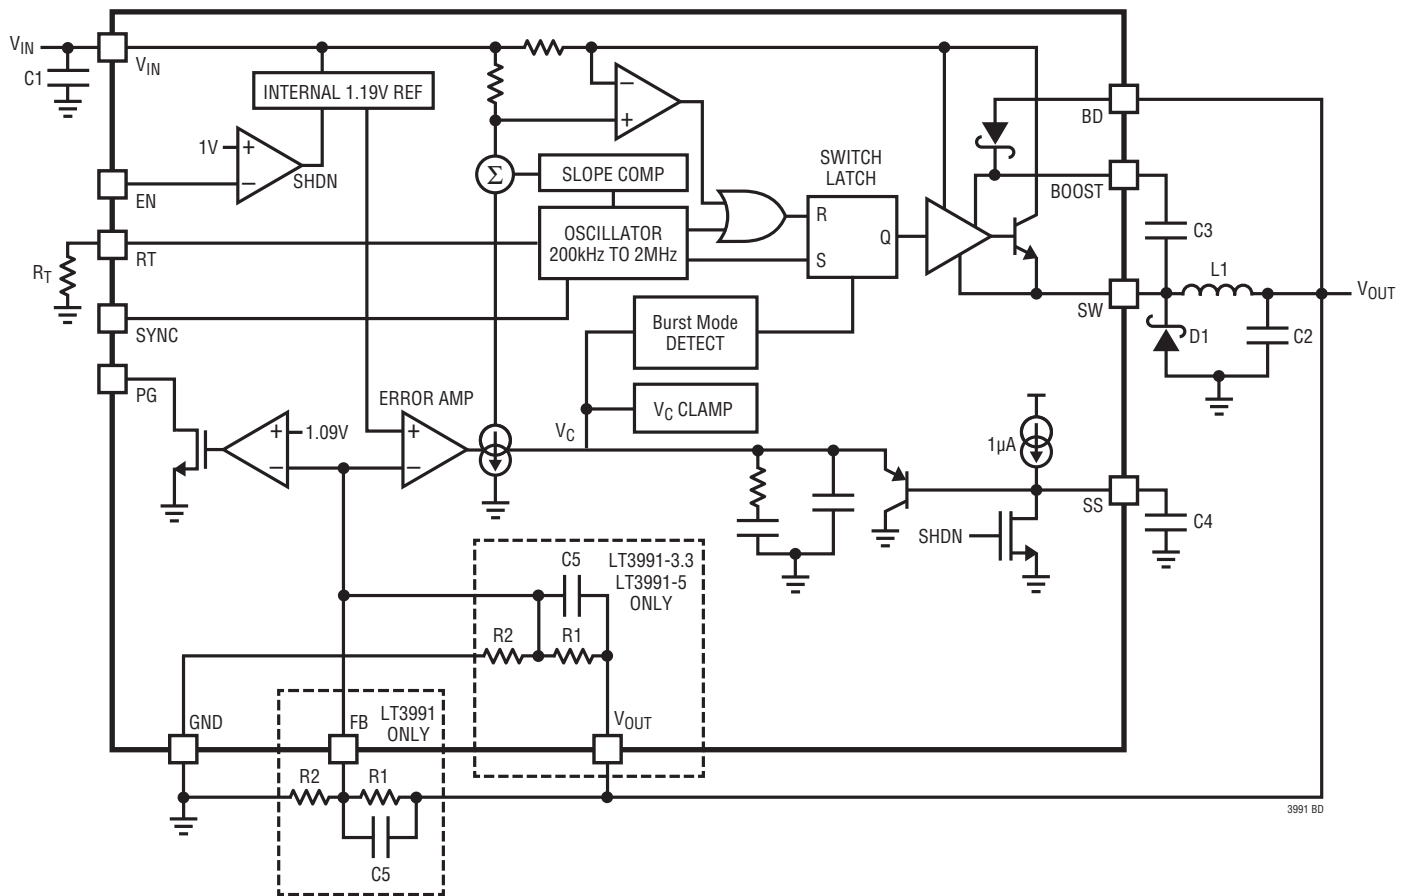 VIN
VIN
C1
INTERNAL 1.19V REF
1V
+
−
SHDN
EN
RT
RT
SYNC
PG
−
+
Σ
SLOPE COMP
OSCILLATOR
200kHz TO 2MHz
SWITCH
LATCH
R
S
Q
BD
BOOST
C3
SW
L1
VOUT
D1
C2
Burst Mode
DETECT
VC CLAMP
VC
ERROR AMP
+
−
+
−
1.09V
1µA
SS
C4
SHDN
C5
LT3991-3.3
LT3991-5
ONLY
R2
R1
GND
FB
LT3991
ONLY
VOUT
R2
R1
C5
3991 BD